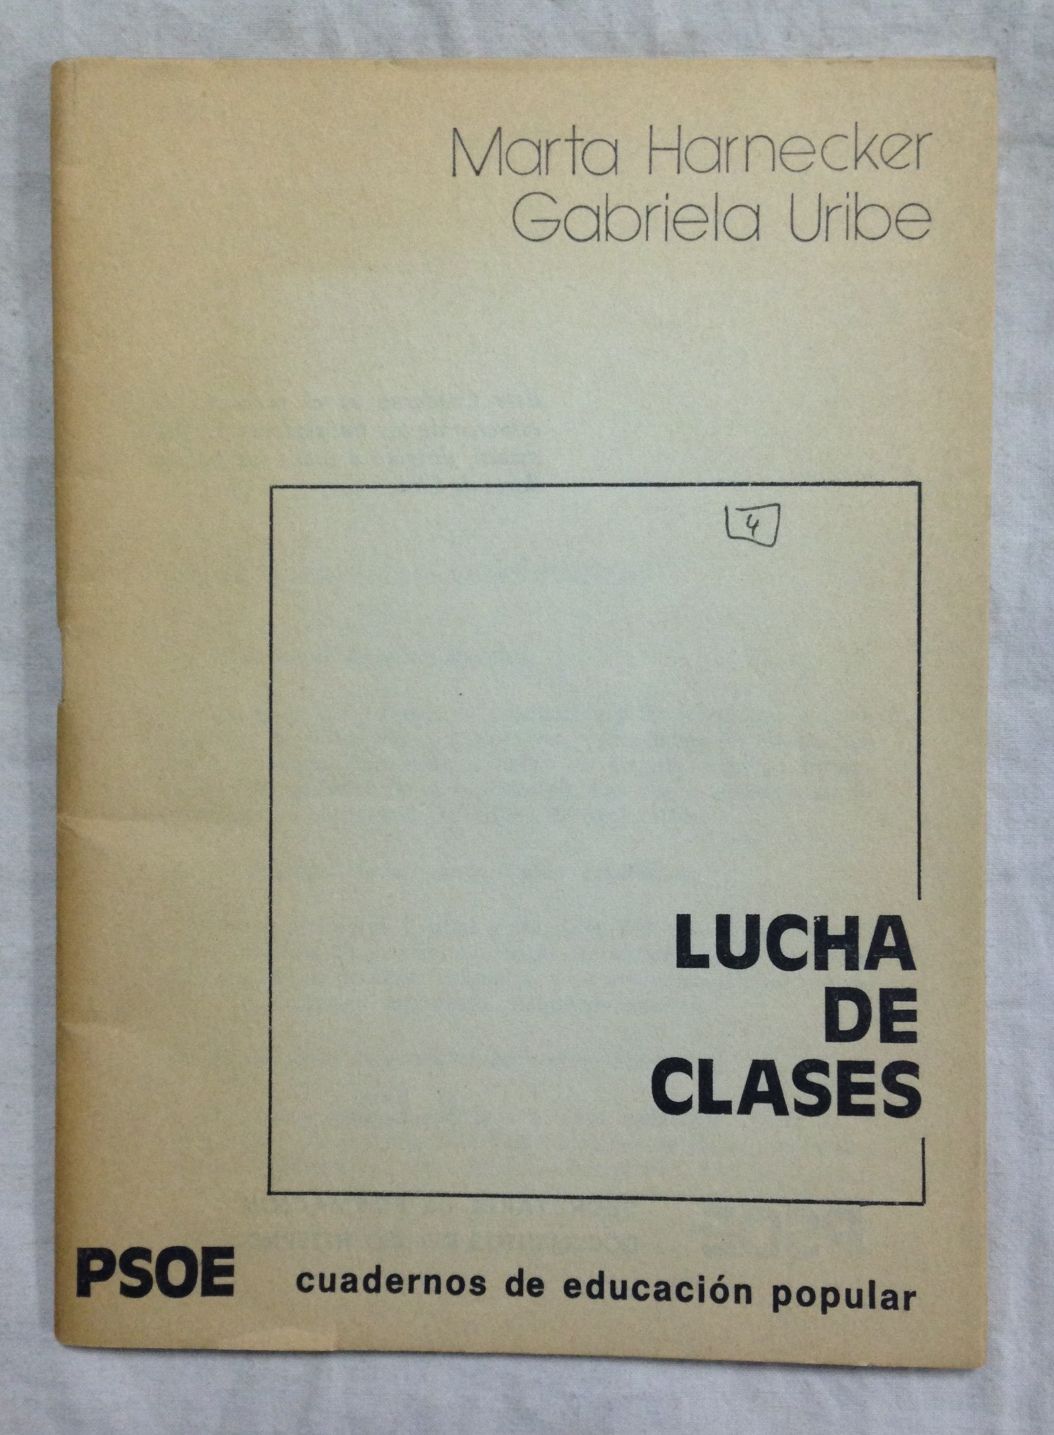 Marta Harnecker
Gabriela Uribe
4
LUCHA
DE
CLASES
PSOE
cuadernos de educación popular